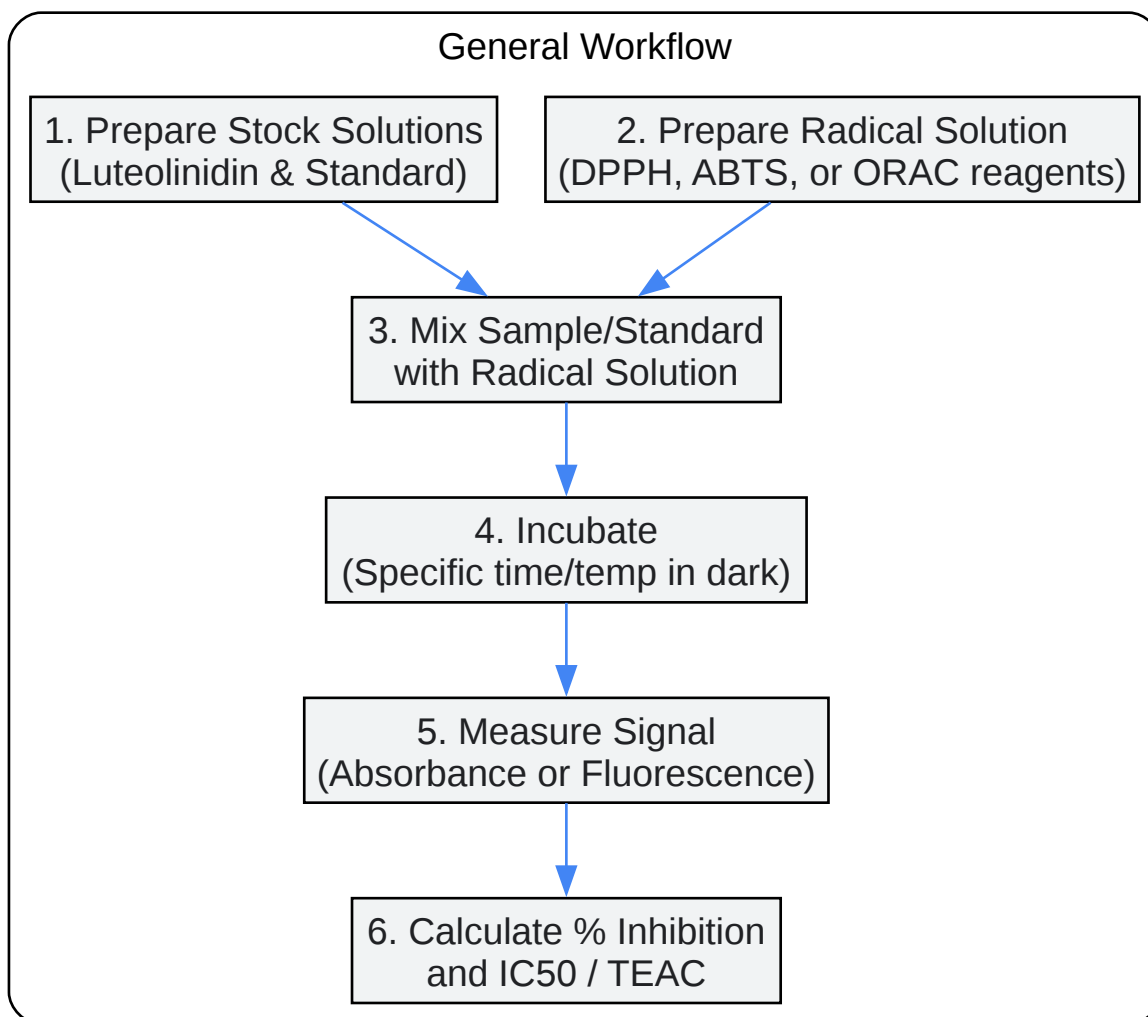 General Workflow
1. Prepare Stock Solutions
(Luteolinidin & Standard)
2. Prepare Radical Solution
(DPPH, ABTS, or ORAC reagents)
3. Mix Sample/Standard
with Radical Solution
4. Incubate
(Specific time/temp in dark)
5. Measure Signal
(Absorbance or Fluorescence)
6. Calculate % Inhibition
and IC50 / TEAC